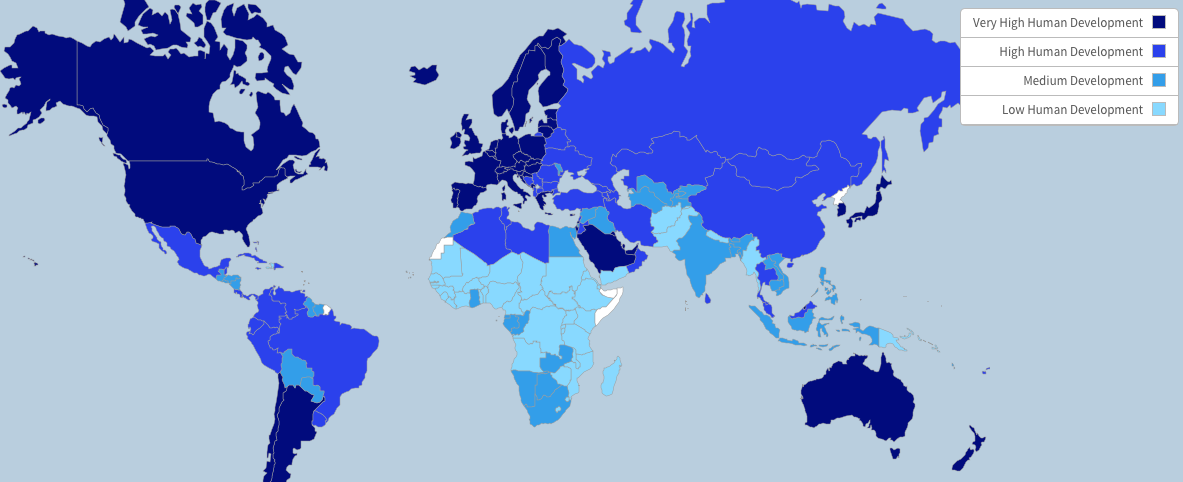 Very High Human Development
High Human Development
Medium Development
Low Human Development